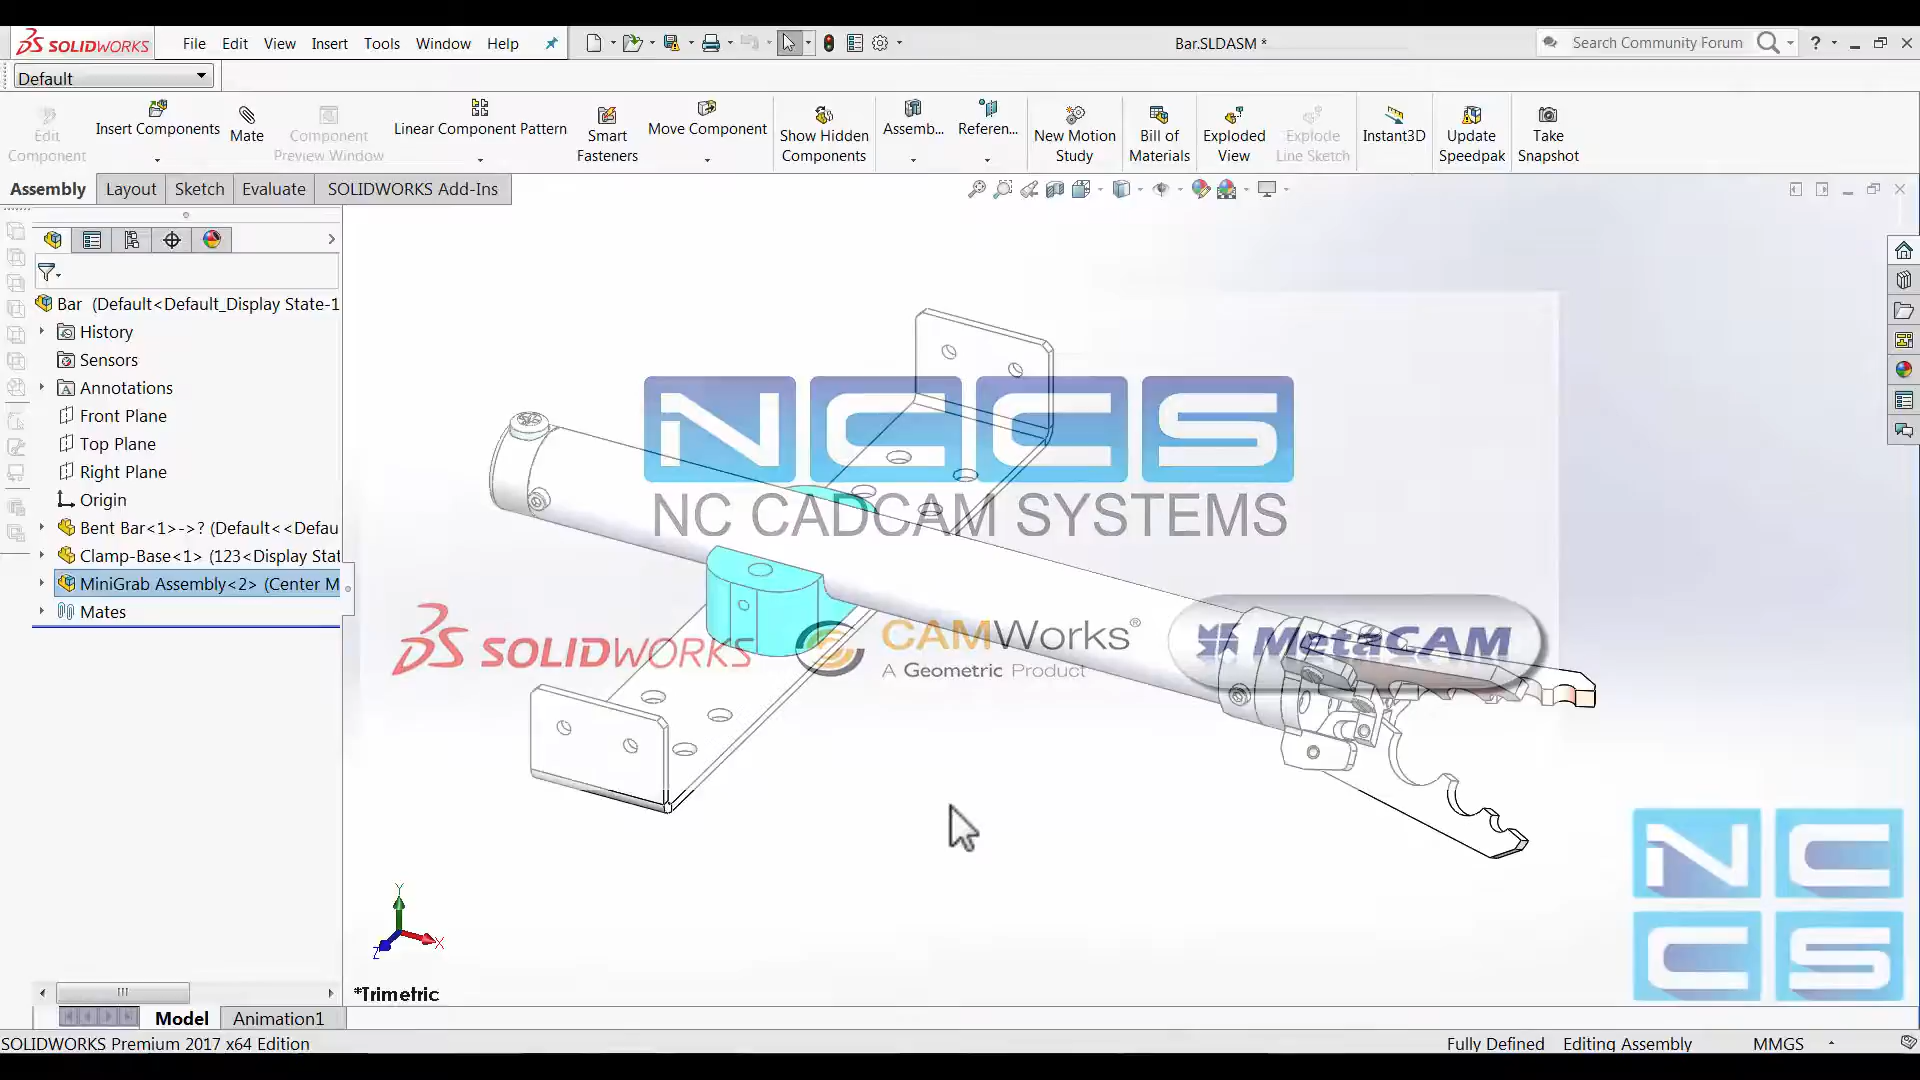 SOLIDWORKS
File Edit View Insert Tools Window Help
Bar.SLDASM *
Search Community Forum
?
Default
Edit Component
Insert Components
Mate
Component Preview Window
Linear Component Pattern
Smart Fasteners
Move Component
Show Hidden Components
Assemb...
Referen...
New Motion Study
Bill of Materials
Exploded View
Explode Line Sketch
Instant3D
Update Speedpak
Take Snapshot
Assembly Layout Sketch Evaluate SOLIDWORKS Add-Ins
Bar (Default<Default_Display State-1
History
Sensors
Annotations
Front Plane
Top Plane
Right Plane
Origin
Bent Bar<1>->? (Default<<Defau
Clamp-Base<1> (123<Display Stat
MiniGrab Assembly<2> (Center M
Mates
NCCS
NC CADCAM SYSTEMS
SOLIDWORKS
CAMWorks®
A Geometric Product
MetaCAM
NC
CS
Y
X
Z
*Trimetric
Model Animation1
SOLIDWORKS Premium 2017 x64 Edition
Fully Defined Editing Assembly MMGS